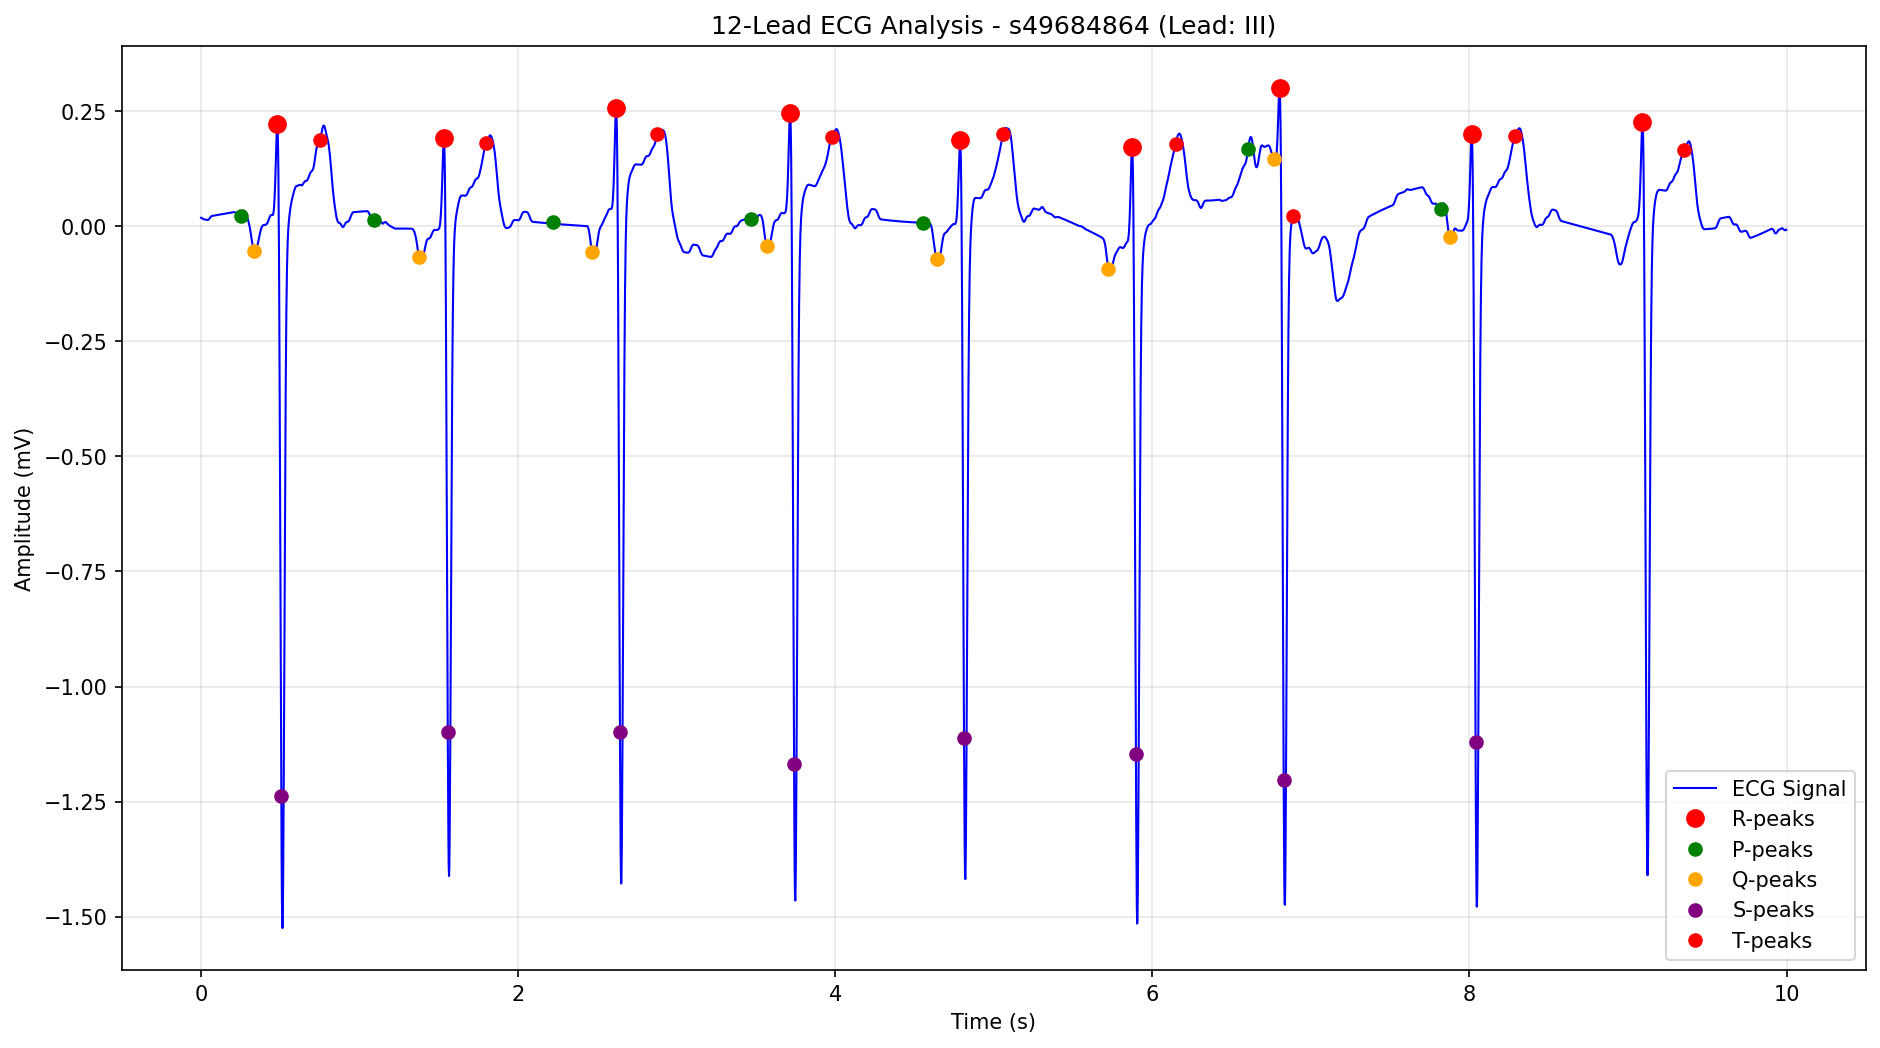 12-Lead ECG Analysis - s49684864 (Lead: III)
Amplitude (mV)
0.25
0.00
−0.25
−0.50
−0.75
−1.00
−1.25
−1.50
0 2 4 6 8 10
Time (s)
ECG Signal
R-peaks
P-peaks
Q-peaks
S-peaks
T-peaks